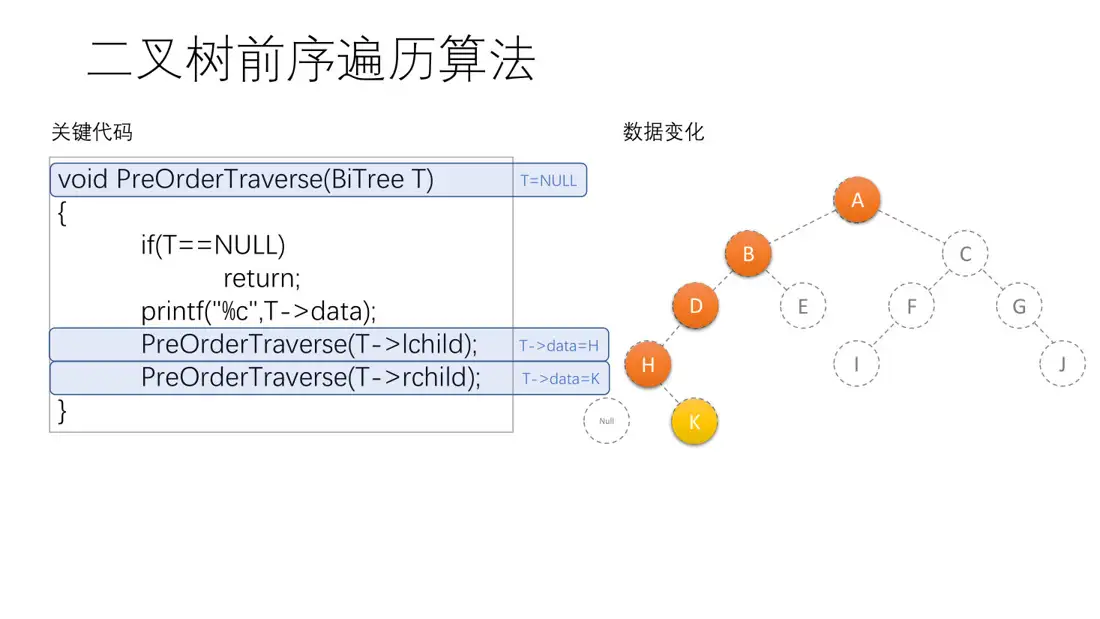 二叉树前序遍历算法
关键代码
数据变化
void PreOrderTraverse(BiTree T)
T=NULL
{
if(T==NULL)
return;
printf("%c",T->data);
PreOrderTraverse(T->lchild);
T->data=H
PreOrderTraverse(T->rchild);
T->data=K
}
A
B
C
D
E
F
G
H
I
J
Null
K